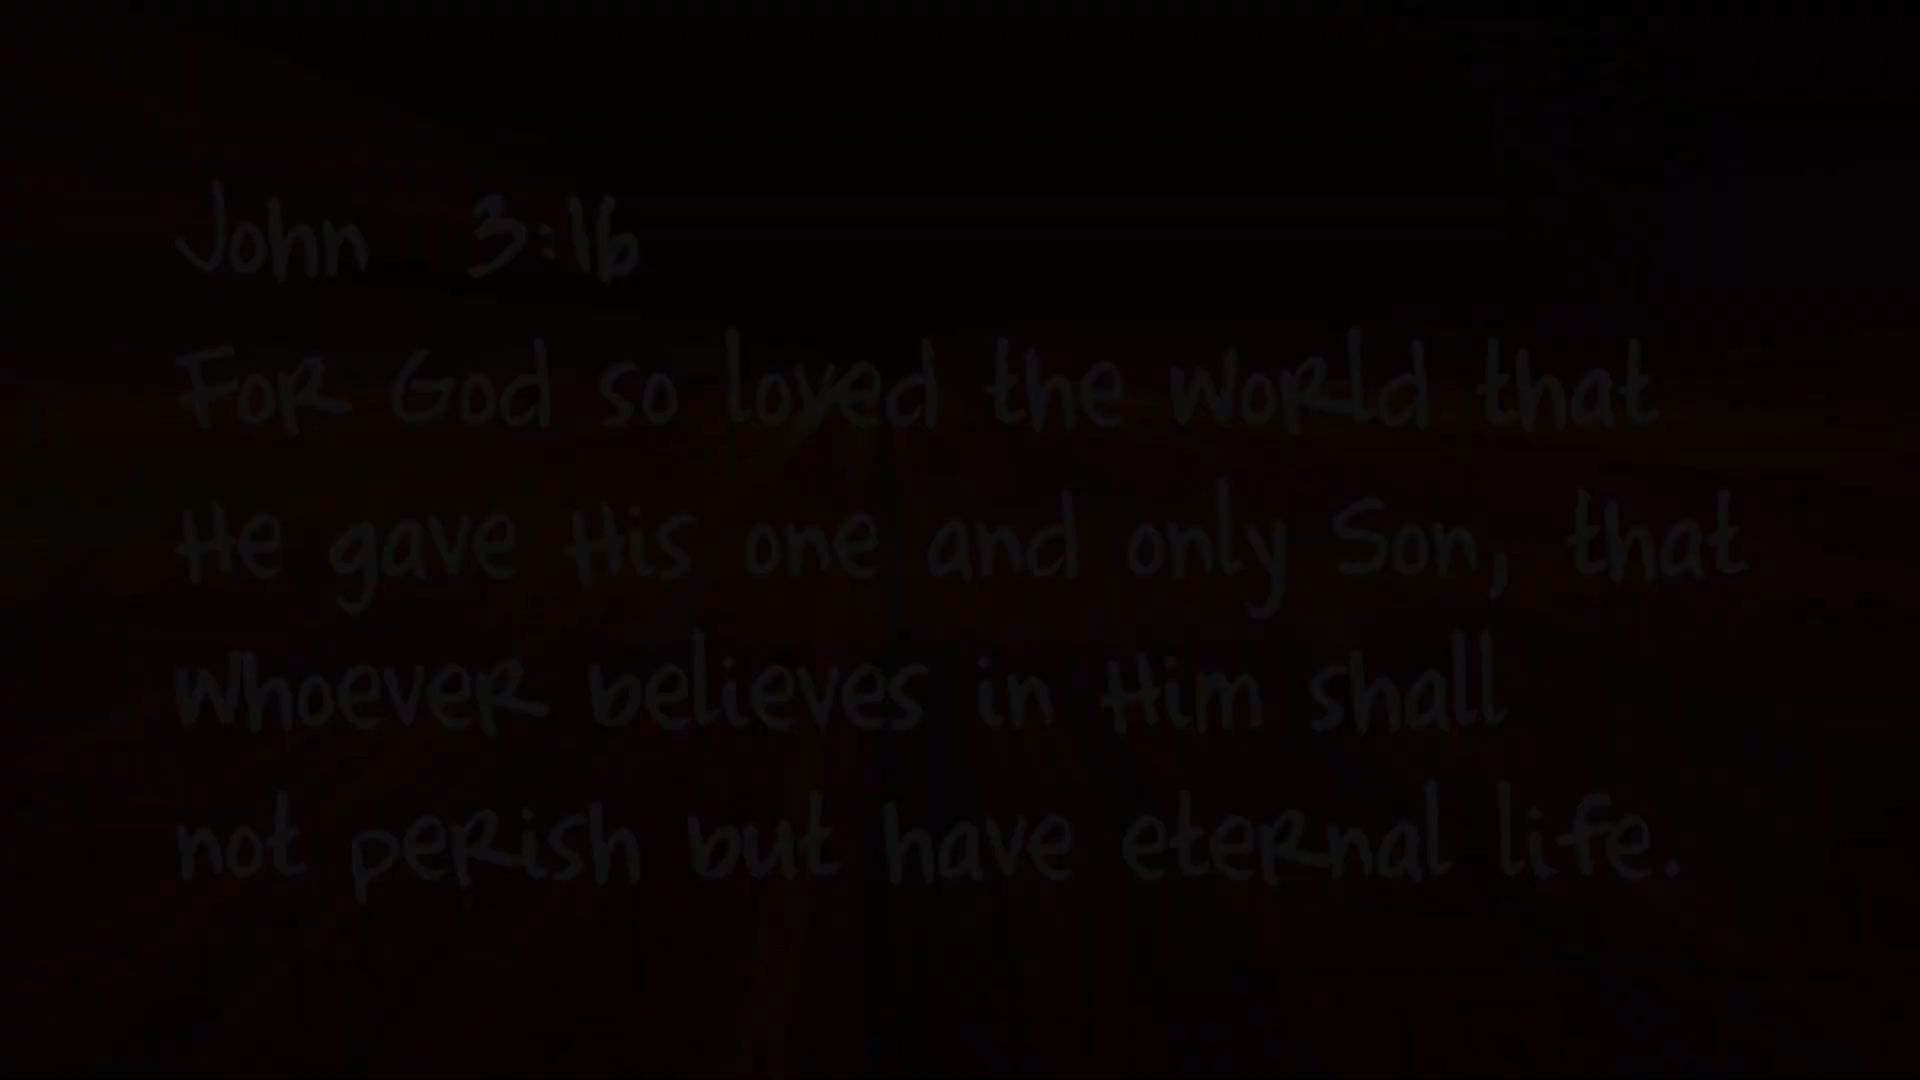 John 3:16
For God so loved the world that
He gave His one and only Son, that
whoever believes in Him shall
not perish but have eternal life.